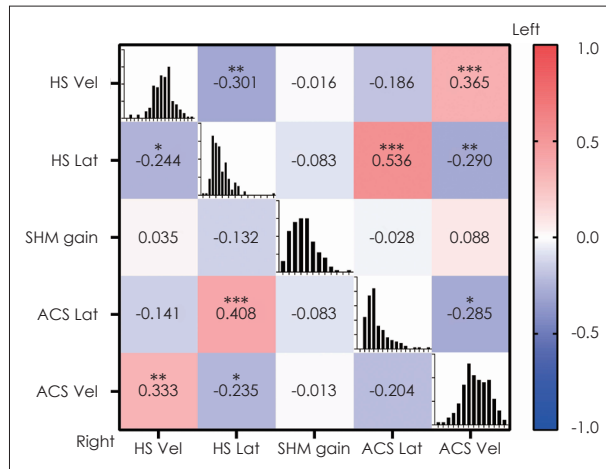 Left
1.0
HS Vel
**
-0.301
-0.016
-0.186
***
0.365
0.5
HS Lat
*
-0.244
-0.083
***
0.536
**
-0.290
SHM gain
0.035
-0.132
-0.028
0.088
0.0
ACS Lat
-0.141
***
0.408
-0.083
*
-0.285
-0.5
ACS Vel
**
0.333
*
-0.235
-0.013
-0.204
-1.0
Right
HS Vel
HS Lat
SHM gain
ACS Lat
ACS Vel